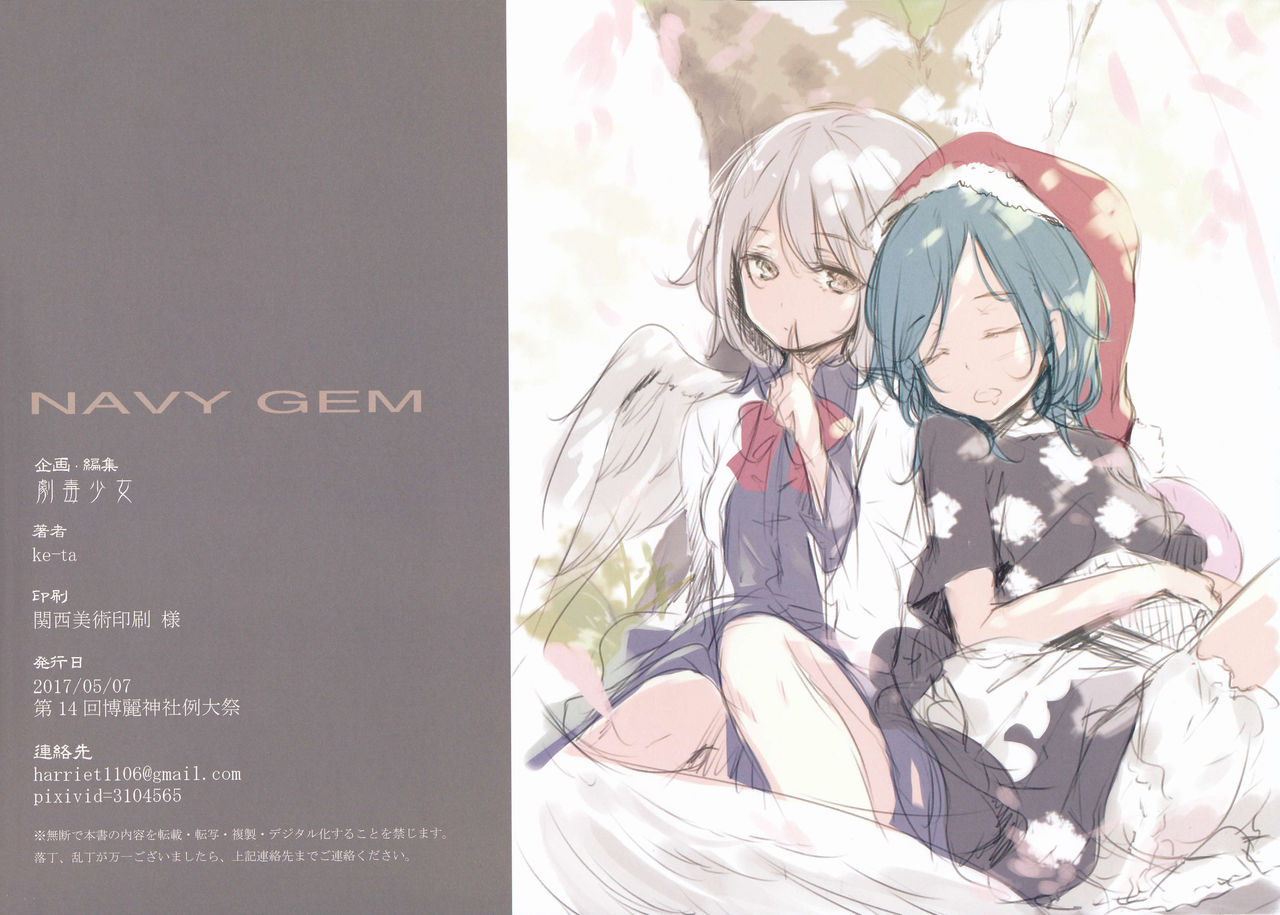 NAVY GEM
企画・編集
劇毒少女
著者
ke-ta
印刷
関西美術印刷 様
発行日
2017/05/07
第14回博麗神社例大祭
連絡先
harriet1106@gmail.com
pixivid=3104565
※無断で本書の内容を転載・転写・複製・デジタル化することを禁じます。
落丁、乱丁が万一ございましたら、上記連絡先までご連絡ください。